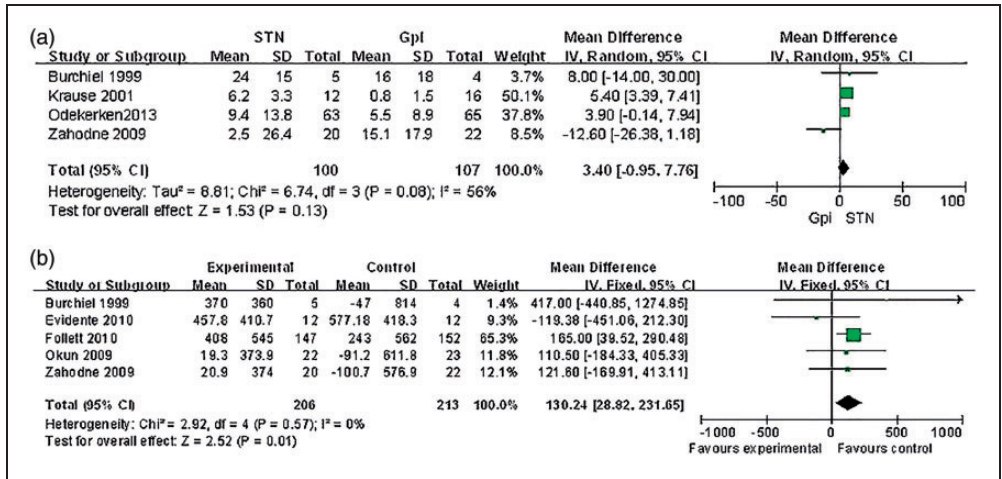 (a)
STN Gpl Mean Difference Mean Difference
Study or Subgroup Mean SD Total Mean SD Total Weight IV, Random, 95% CI IV, Random, 95% CI
Burchiel 1999 24 15 5 16 18 4 3.7% 8.00 [-14.00, 30.00]
Krause 2001 6.2 3.3 12 0.8 1.5 16 50.1% 5.40 [3.39, 7.41]
Odekerken2013 9.4 13.8 63 5.5 8.9 65 37.8% 3.90 [-0.14, 7.94]
Zahodne 2009 2.5 26.4 20 15.1 17.9 22 8.5% -12.60 [-26.38, 1.18]
Total (95% CI) 100 107 100.0% 3.40 [-0.95, 7.76]
Heterogeneity: Tau² = 8.81; Chi² = 6.74, df = 3 (P = 0.08); I² = 56%
Test for overall effect: Z = 1.53 (P = 0.13)
-100 -50 0 50 100
Gpl STN
(b)
Experimental Control Mean Difference Mean Difference
Study or Subgroup Mean SD Total Mean SD Total Weight IV, Fixed, 95% CI IV, Fixed, 95% CI
Burchiel 1999 370 360 5 -47 814 4 1.4% 417.00 [-440.85, 1274.85]
Evidente 2010 457.8 410.7 12 577.18 418.3 12 9.3% -119.38 [-451.06, 212.30]
Follett 2010 408 545 147 243 562 152 65.3% 165.00 [39.52, 290.48]
Okun 2009 19.3 373.9 22 -91.2 611.8 23 11.8% 110.50 [-184.33, 405.33]
Zahodne 2009 20.9 374 20 -100.7 576.9 22 12.1% 121.60 [-169.91, 413.11]
Total (95% CI) 206 213 100.0% 130.24 [28.82, 231.65]
Heterogeneity: Chi² = 2.92, df = 4 (P = 0.57); I² = 0%
Test for overall effect: Z = 2.52 (P = 0.01)
-1000 -500 0 500 1000
Favours experimental Favours control